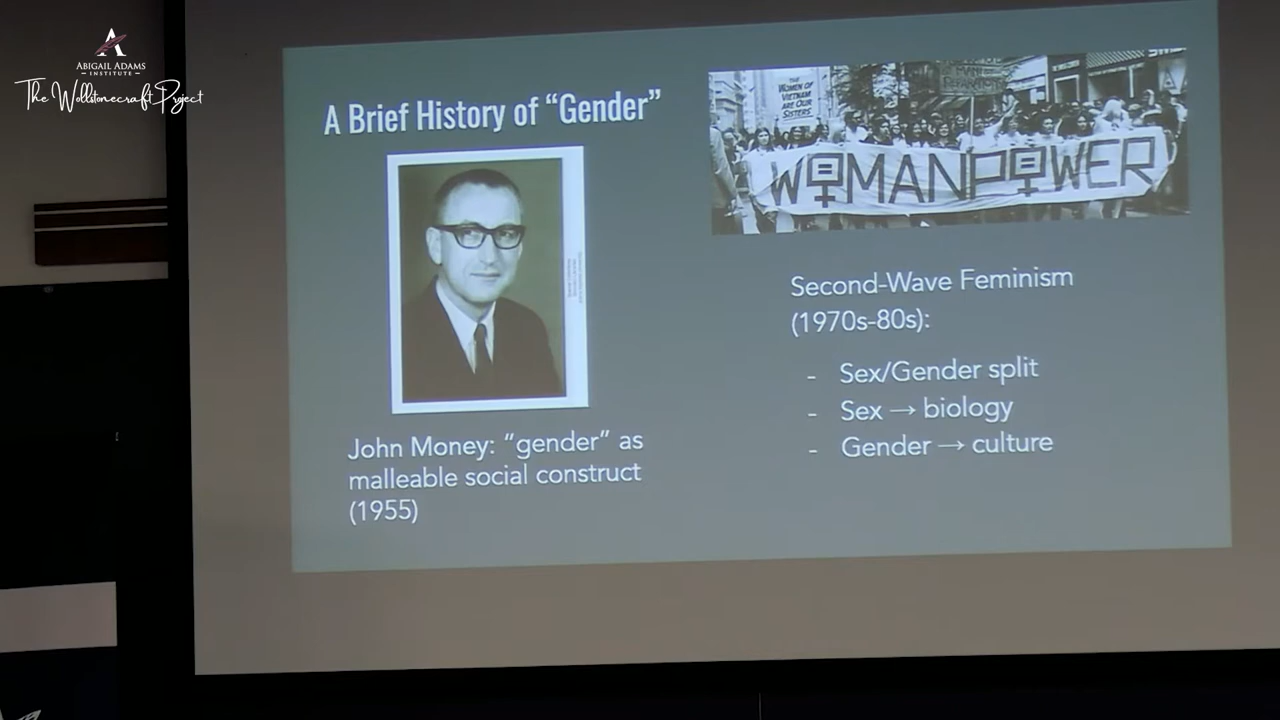 ABIGAIL ADAMS
INSTITUTE
The Wollstonecraft Project
A Brief History of “Gender”
THE
WOMEN OF
VIETNAM
ARE OUR
SISTERS
WOMANPOWER
John Money: “gender” as
malleable social construct
(1955)
Second-Wave Feminism
(1970s-80s):
- Sex/Gender split
- Sex → biology
- Gender → culture